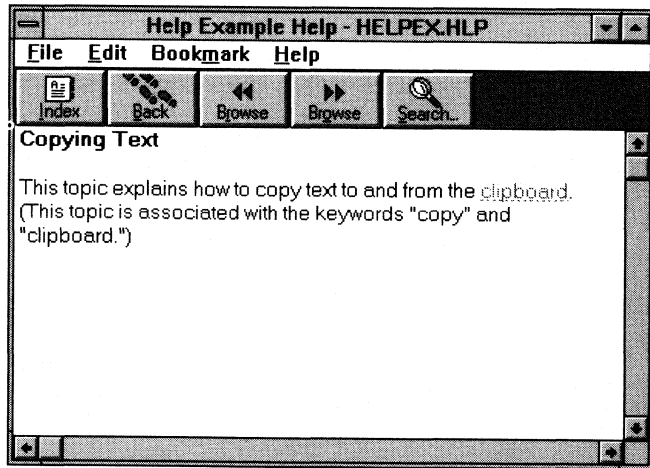 Help Example Help - HELPEX.HLP
File Edit Bookmark Help
Index Back Browse Browse Search...
Copying Text
This topic explains how to copy text to and from the clipboard.
(This topic is associated with the keywords "copy" and
"clipboard.")